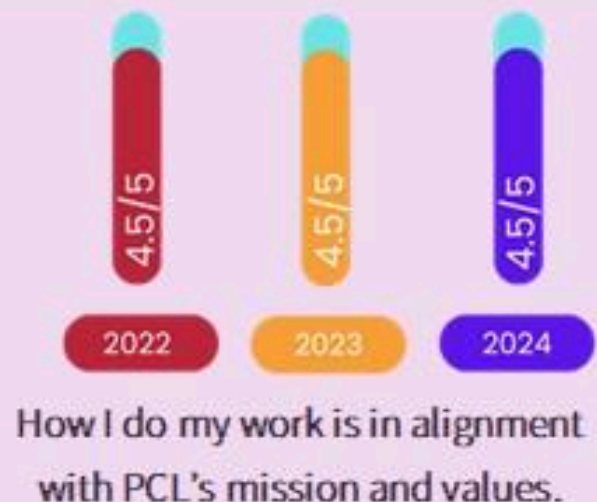 4.5/5 4.5/5 4.5/5
2022 2023 2024
How I do my work is in alignment
with PCL's mission and values.